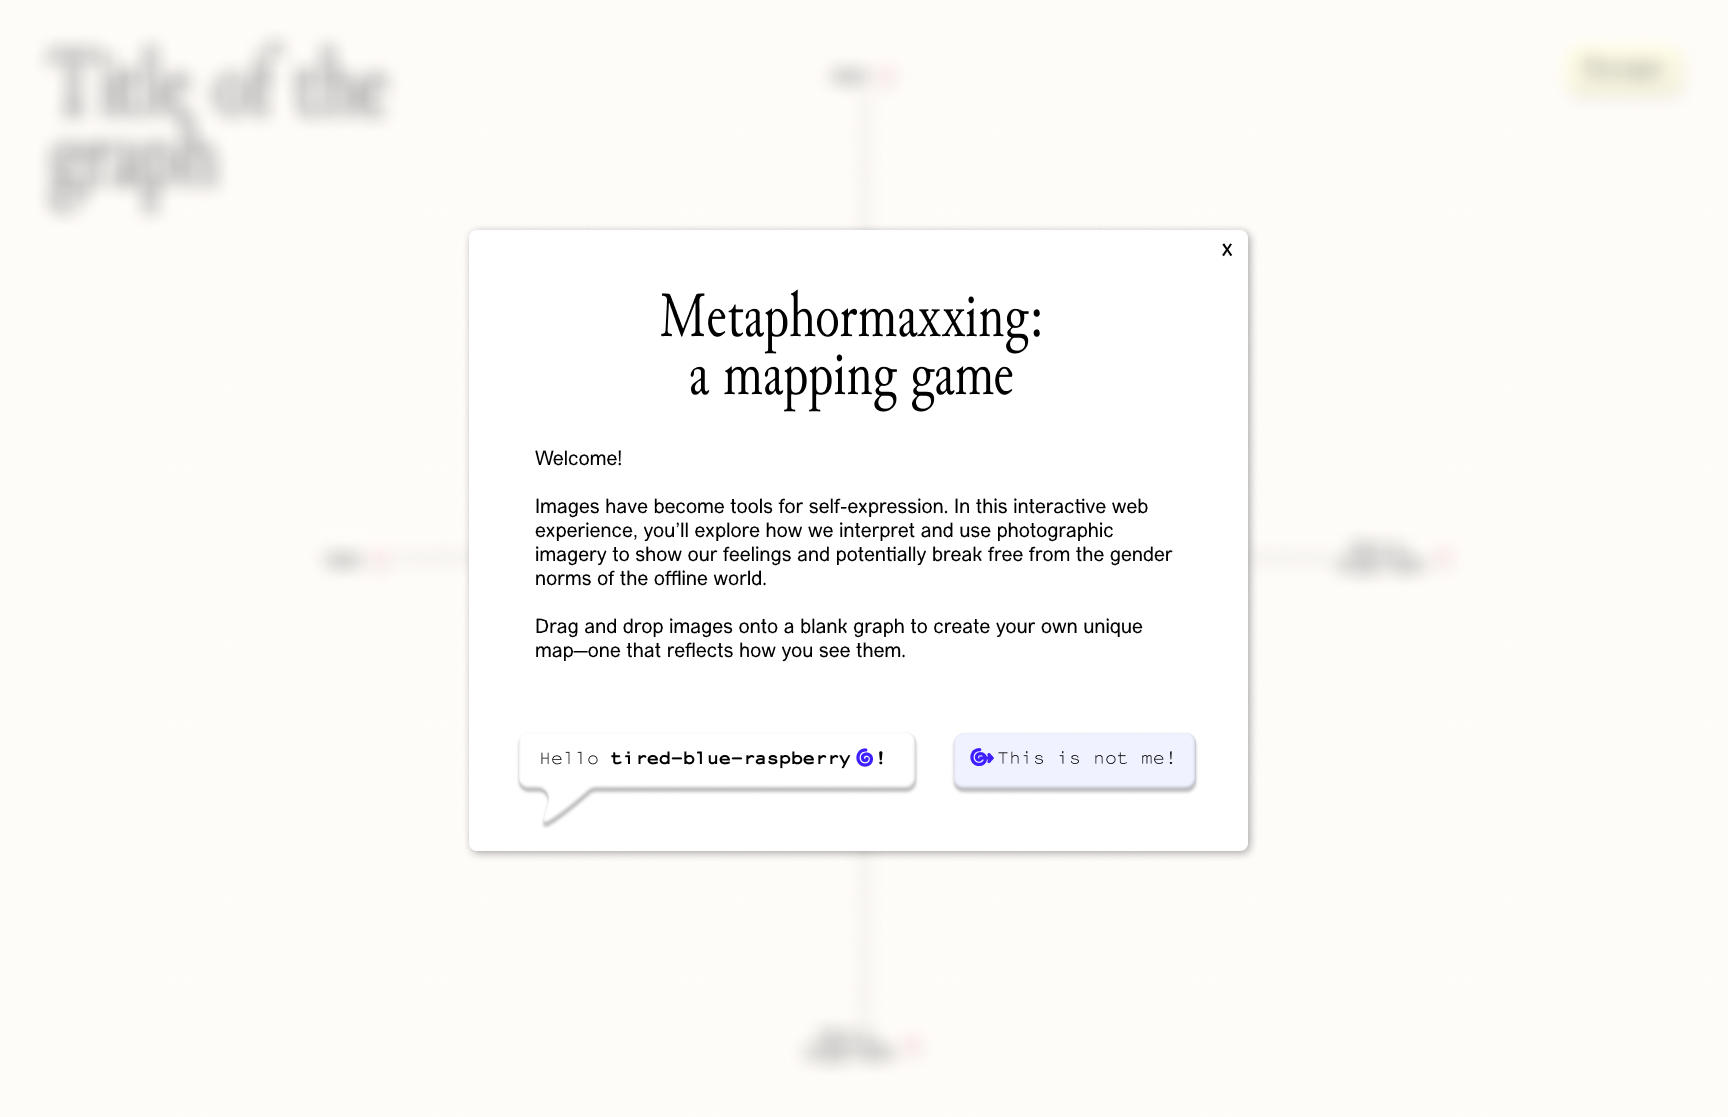 Title of the
graph
X
Metaphormaxxing:
a mapping game
Welcome!
Images have become tools for self-expression. In this interactive web
experience, you'll explore how we interpret and use photographic
imagery to show our feelings and potentially break free from the gender
norms of the offline world.
Drag and drop images onto a blank graph to create your own unique
map—one that reflects how you see them.
Hello tired-blue-raspberry!
This is not me!